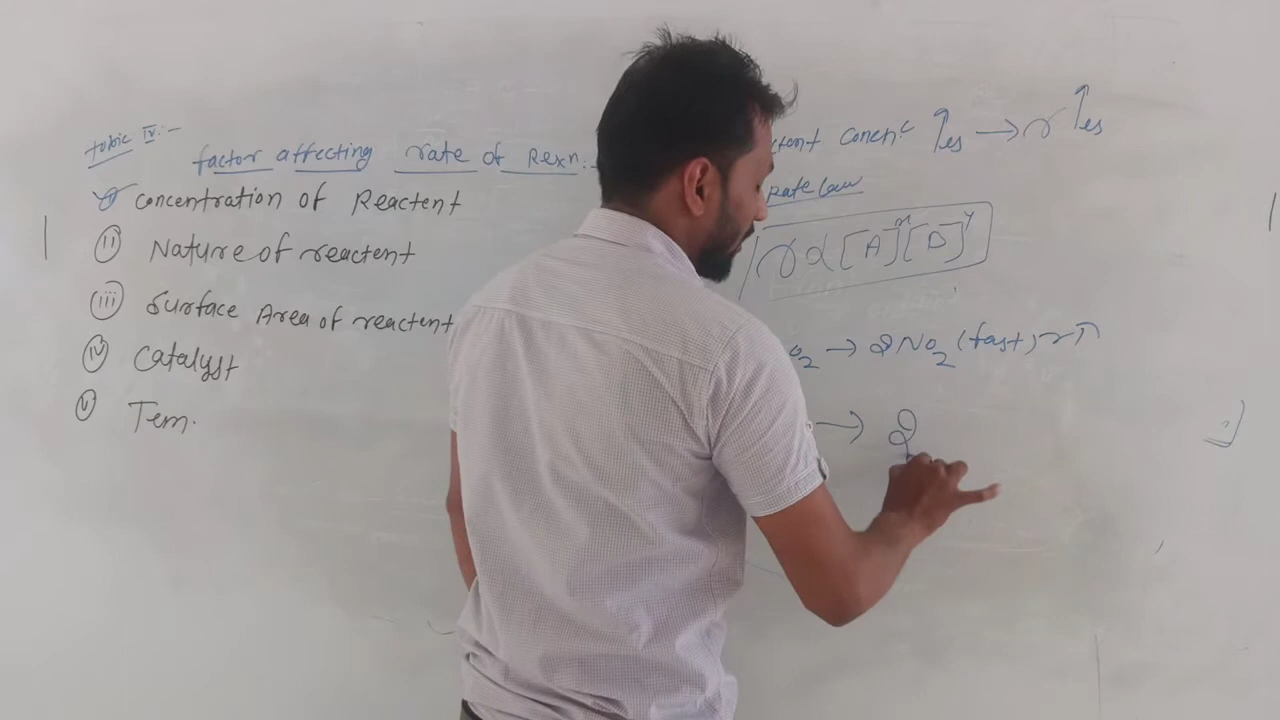 topic IV:-
factor affecting rate of Rexn:-
(i) Concentration of Reactent
(ii) Nature of reactent
(iii) Surface Area of reactent
(iv) Catalyst
(v) Tem.
ctent concn ↑es → r ↑es
Rate law
r ∝ [A]^x [B]^y
O2 → 2NO2 (fast) r↑
→ 2